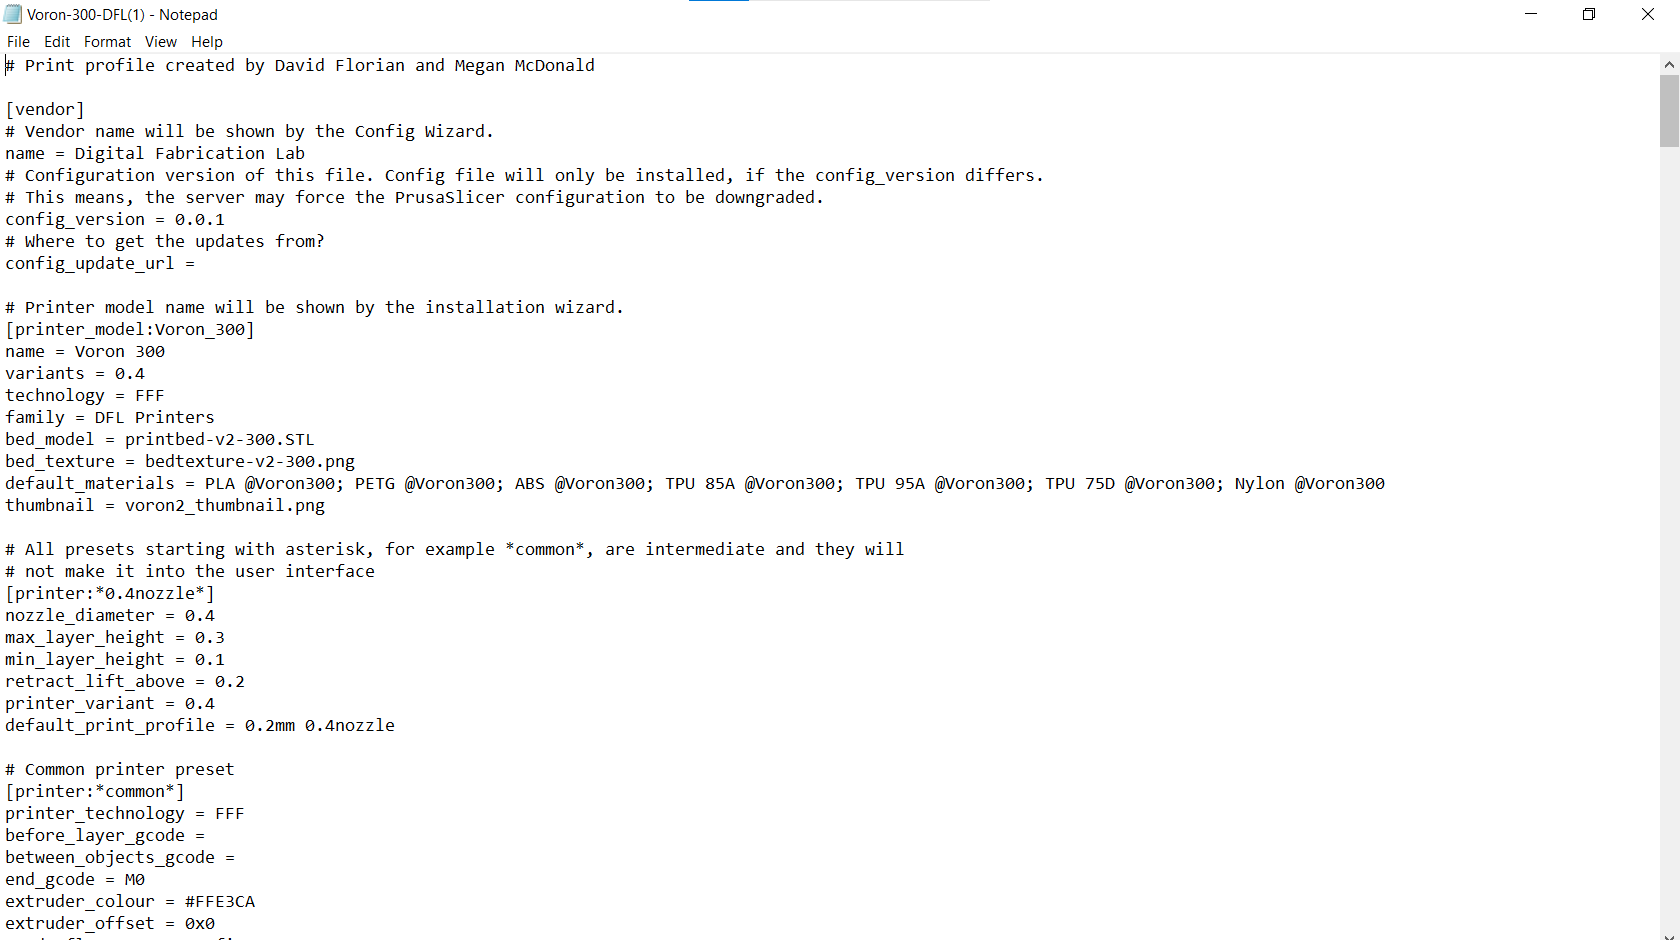 Voron-300-DFL(1) - Notepad
File Edit Format View Help
# Print profile created by David Florian and Megan McDonald
[vendor]
# Vendor name will be shown by the Config Wizard.
name = Digital Fabrication Lab
# Configuration version of this file. Config file will only be installed, if the config_version differs.
# This means, the server may force the PrusaSlicer configuration to be downgraded.
config_version = 0.0.1
# Where to get the updates from?
config_update_url =
# Printer model name will be shown by the installation wizard.
[printer_model:Voron_300]
name = Voron 300
variants = 0.4
technology = FFF
family = DFL Printers
bed_model = printbed-v2-300.STL
bed_texture = bedtexture-v2-300.png
default_materials = PLA @Voron300; PETG @Voron300; ABS @Voron300; TPU 85A @Voron300; TPU 95A @Voron300; TPU 75D @Voron300; Nylon @Voron300
thumbnail = voron2_thumbnail.png
# All presets starting with asterisk, for example *common*, are intermediate and they will
# not make it into the user interface
[printer:*0.4nozzle*]
nozzle_diameter = 0.4
max_layer_height = 0.3
min_layer_height = 0.1
retract_lift_above = 0.2
printer_variant = 0.4
default_print_profile = 0.2mm 0.4nozzle
# Common printer preset
[printer:*common*]
printer_technology = FFF
before_layer_gcode =
between_objects_gcode =
end_gcode = M0
extruder_colour = #FFE3CA
extruder_offset = 0x0